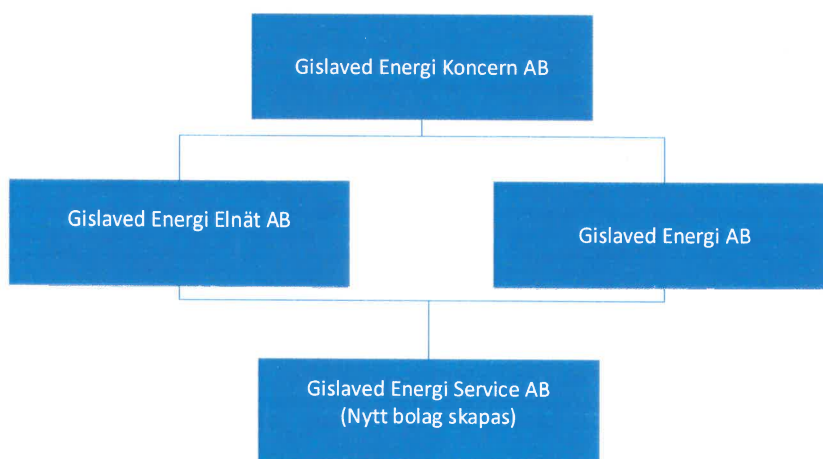 Gislaved Energi Koncern AB
Gislaved Energi Elnät AB
Gislaved Energi AB
Gislaved Energi Service AB
(Nytt bolag skapas)